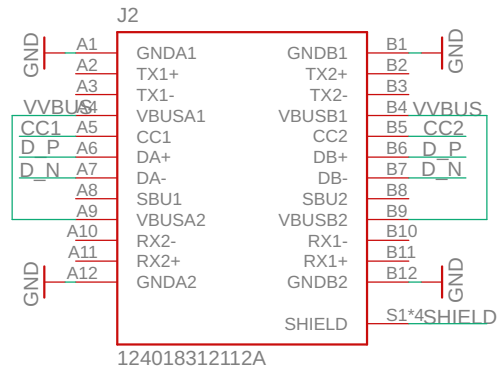 J2
GND A1 GNDA1 GNDB1 B1 GND
A2 TX1+ TX2+ B2
A3 TX1- TX2- B3
VVBUS A4 VBUSA1 VBUSB1 B4 VVBUS
CC1 A5 CC1 CC2 B5 CC2
D_P A6 DA+ DB+ B6 D_P
D_N A7 DA- DB- B7 D_N
A8 SBU1 SBU2 B8
A9 VBUSA2 VBUSB2 B9
A10 RX2- RX1- B10
A11 RX2+ RX1+ B11
GND A12 GNDA2 GNDB2 B12 GND
SHIELD S1*4 SHIELD
124018312112A